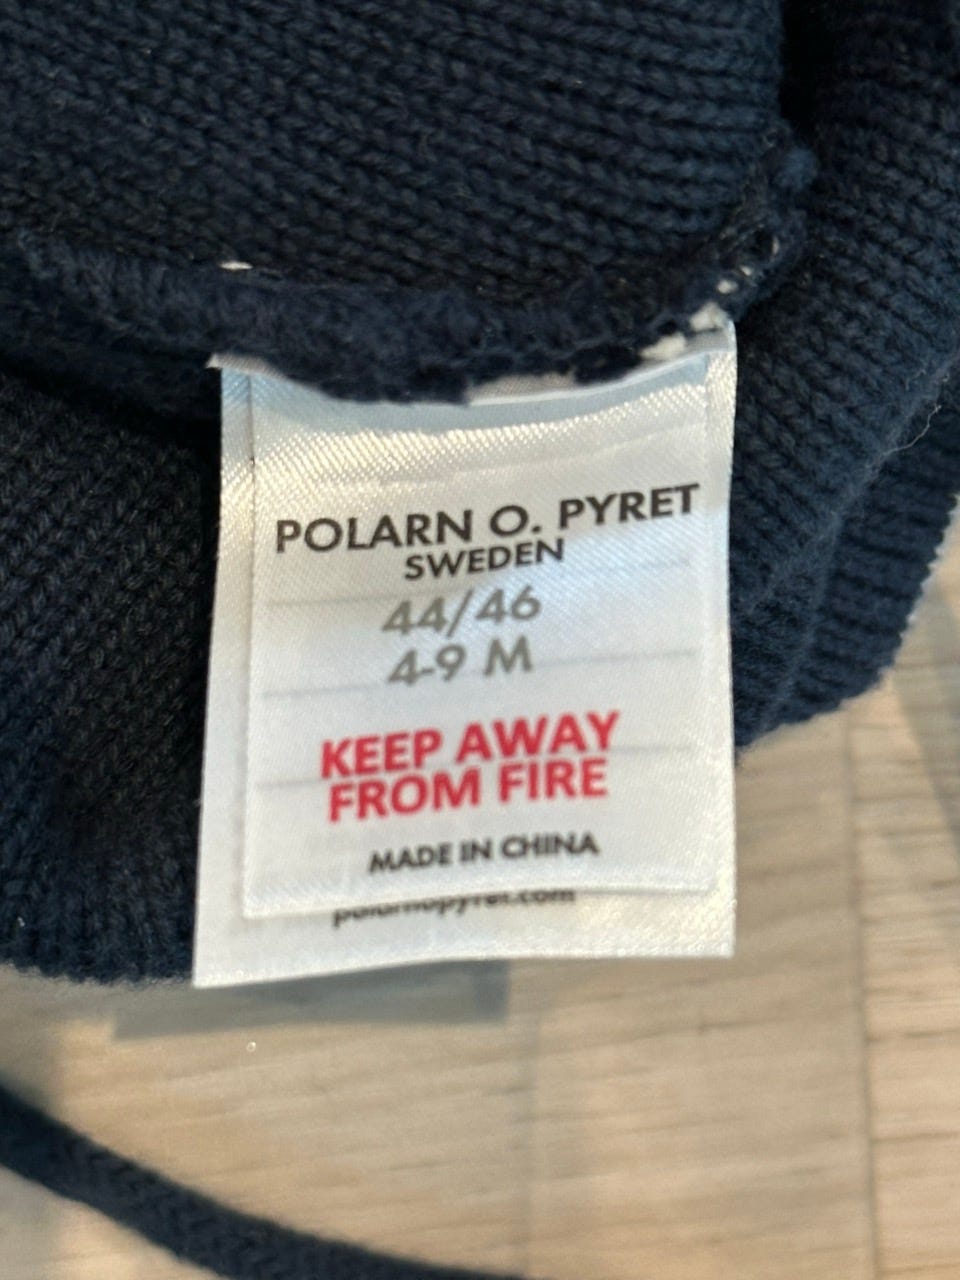 POLARN O. PYRET
SWEDEN
44/46
4-9 M
KEEP AWAY
FROM FIRE
MADE IN CHINA
polarnopyret.com